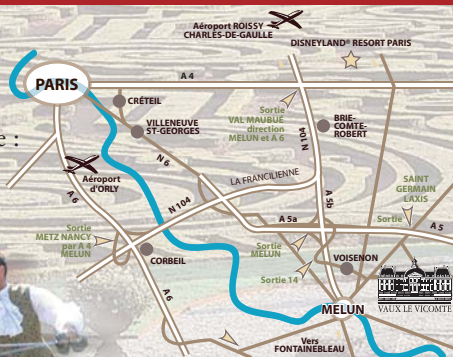 Aéroport ROISSY
CHARLES-DE-GAULLE
DISNEYLAND® RESORT PARIS
PARIS
A 4
CRÉTEIL
VILLENEUVE
ST-GEORGES
e :
Sortie
VAL MAUBUÉ
direction
MELUN et A 6
N 104
BRIE-
COMTE-
ROBERT
N 6
Aéroport
d'ORLY
A 6
LA FRANCILIENNE
SAINT
GERMAIN
LAXIS
N 104
A 5b
A 5a
Sortie
A 5
Sortie
METZ NANCY
par A 4
MELUN
CORBEIL
Sortie
MELUN
VOISENON
Sortie 14
A 6
MELUN
VAUX LE VICOMTE
Vers
FONTAINEBLEAU